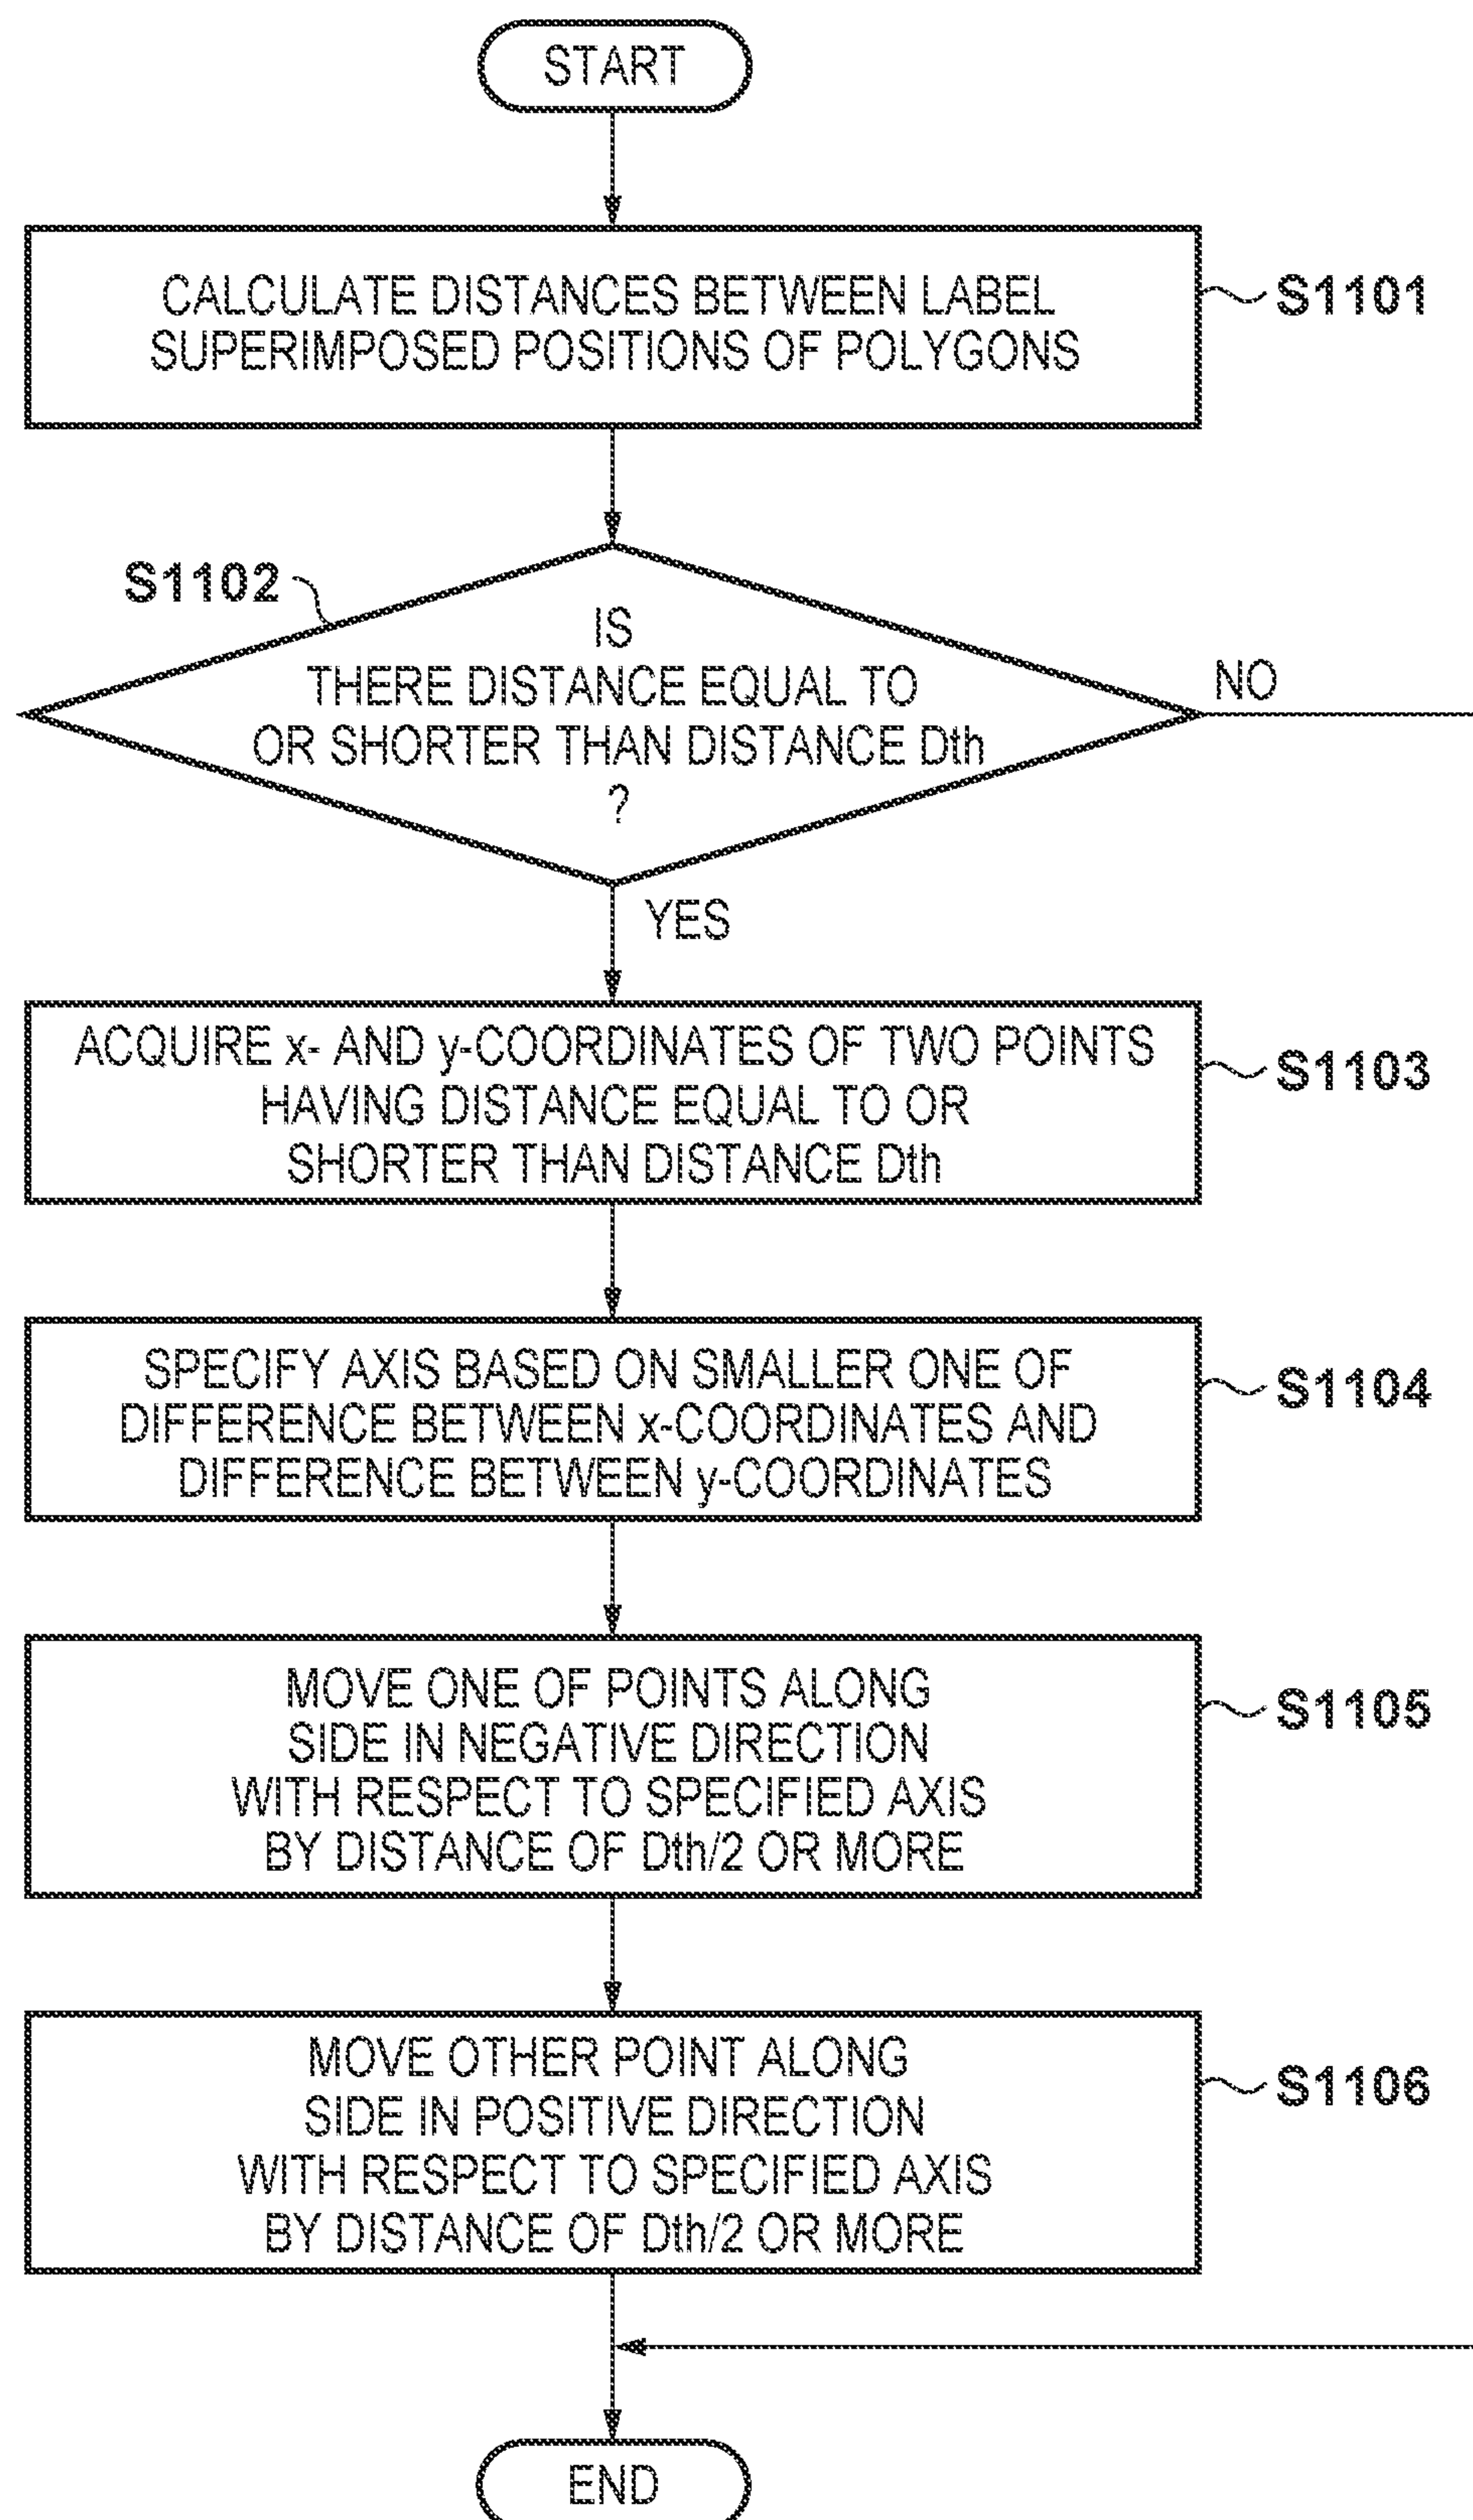 START
CALCULATE DISTANCES BETWEEN LABEL
SUPERIMPOSED POSITIONS OF POLYGONS
S1101
S1102
IS
THERE DISTANCE EQUAL TO
OR SHORTER THAN DISTANCE Dth
?
NO
YES
ACQUIRE x- AND y-COORDINATES OF TWO POINTS
HAVING DISTANCE EQUAL TO OR
SHORTER THAN DISTANCE Dth
S1103
SPECIFY AXIS BASED ON SMALLER ONE OF
DIFFERENCE BETWEEN x-COORDINATES AND
DIFFERENCE BETWEEN y-COORDINATES
S1104
MOVE ONE OF POINTS ALONG
SIDE IN NEGATIVE DIRECTION
WITH RESPECT TO SPECIFIED AXIS
BY DISTANCE OF Dth/2 OR MORE
S1105
MOVE OTHER POINT ALONG
SIDE IN POSITIVE DIRECTION
WITH RESPECT TO SPECIFIED AXIS
BY DISTANCE OF Dth/2 OR MORE
S1106
END